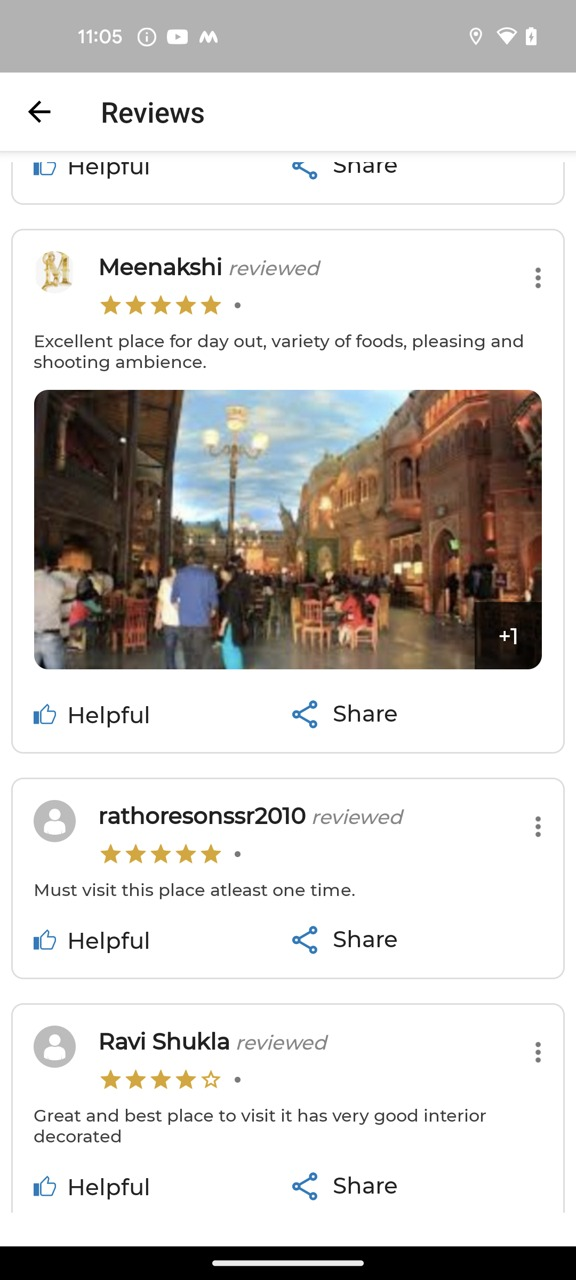 11:05
Reviews
Helpful Share
Meenakshi reviewed
Excellent place for day out, variety of foods, pleasing and
shooting ambience.
+1
Helpful Share
rathoresonssr2010 reviewed
Must visit this place atleast one time.
Helpful Share
Ravi Shukla reviewed
Great and best place to visit it has very good interior
decorated
Helpful Share